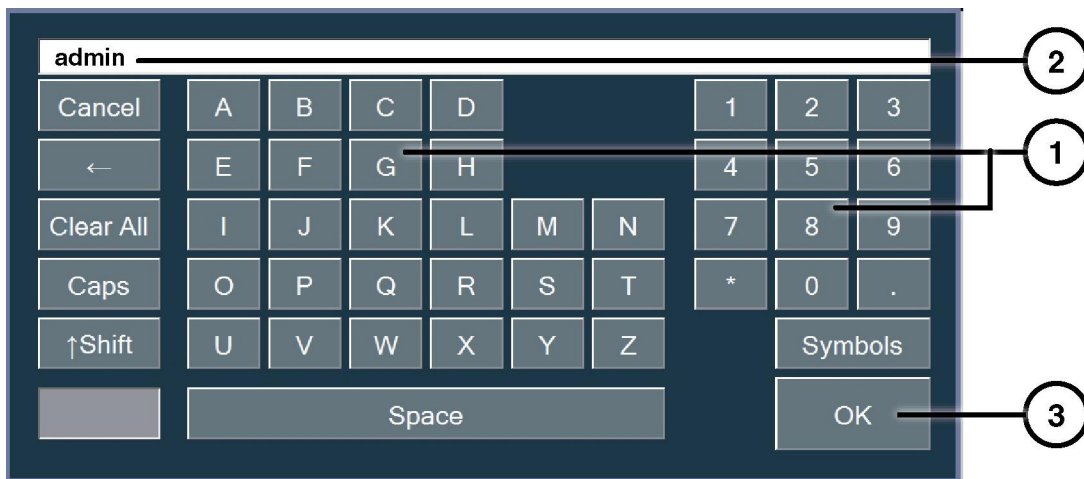 admin
2
Cancel A B C D 1 2 3
← E F G H 4 5 6
1
Clear All I J K L M N 7 8 9
Caps O P Q R S T * 0 .
↑Shift U V W X Y Z Symbols
Space OK
3